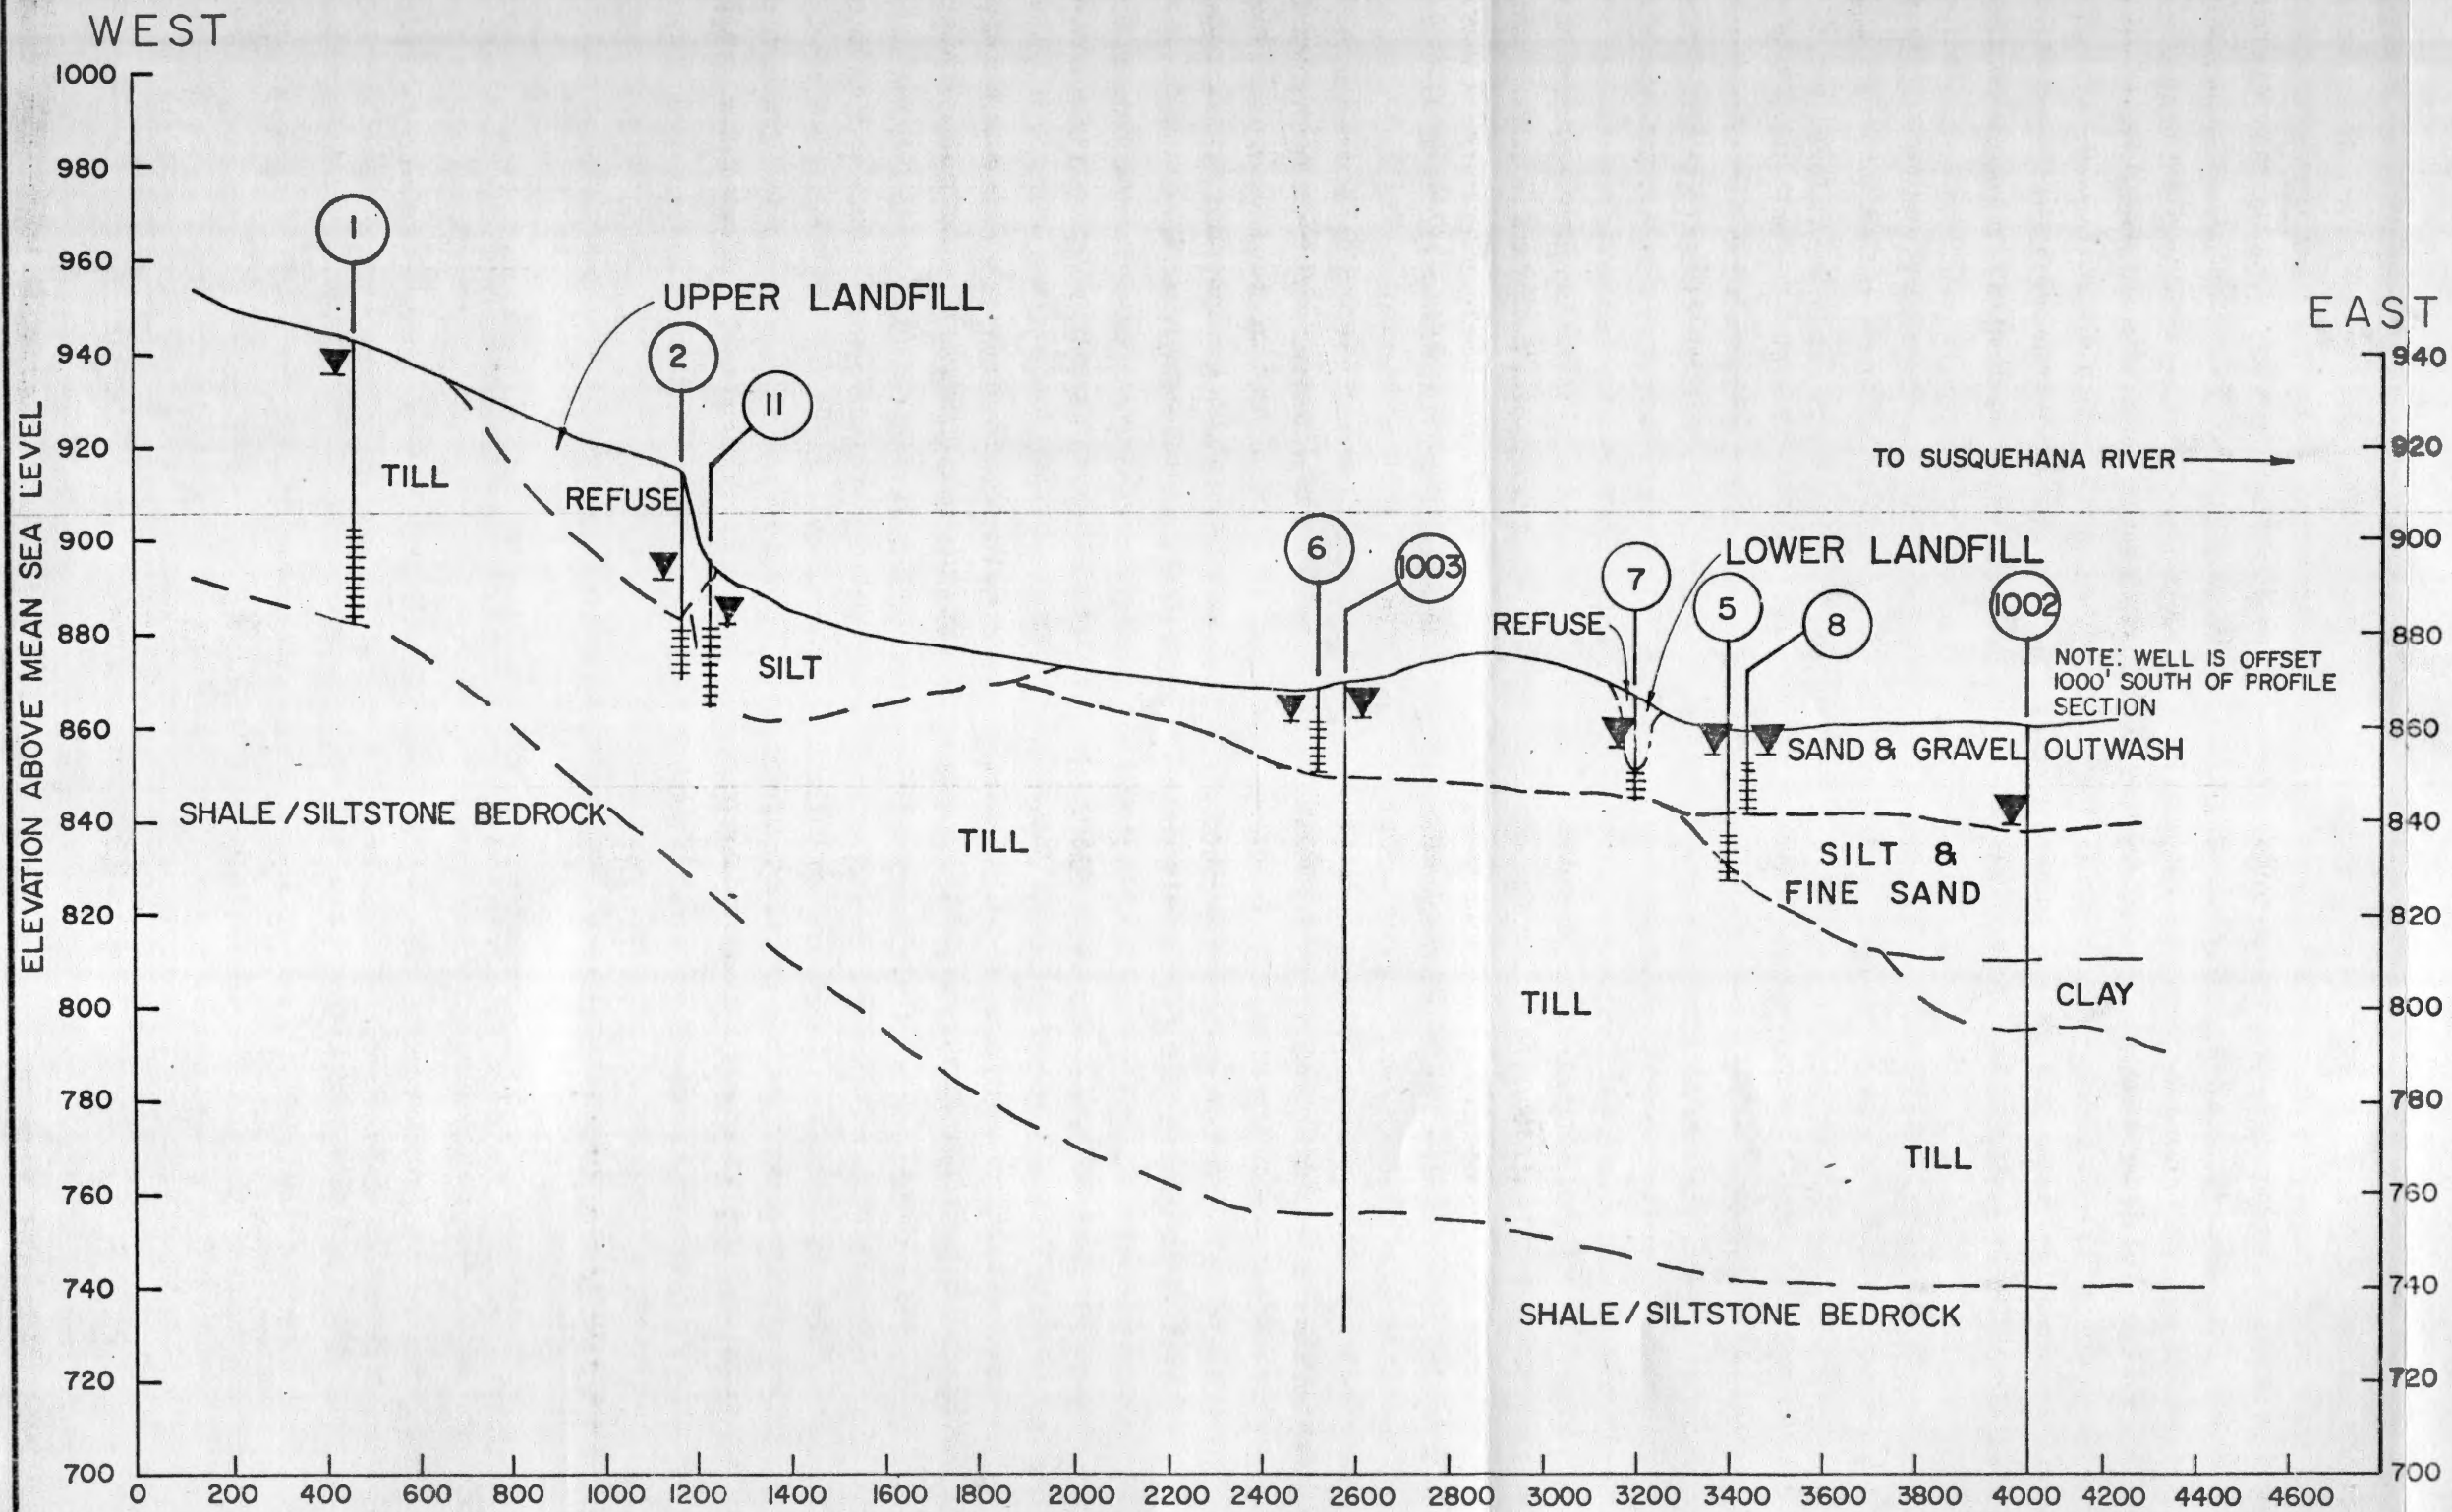 WEST
1000
980
960
940
920
900
880
860
840
820
800
780
760
740
720
700
ELEVATION ABOVE MEAN SEA LEVEL
1
UPPER LANDFILL
2
11
TILL
REFUSE
SILT
SHALE/SILTSTONE BEDROCK
TILL
6
1003
REFUSE
7
LOWER LANDFILL
5
8
1002
EAST
TO SUSQUEHANA RIVER
NOTE: WELL IS OFFSET
1000' SOUTH OF PROFILE
SECTION
SAND & GRAVEL OUTWASH
SILT &
FINE SAND
CLAY
TILL
TILL
SHALE/SILTSTONE BEDROCK
940
920
900
880
860
840
820
800
780
760
740
720
700
0 200 400 600 800 1000 1200 1400 1600 1800 2000 2200 2400 2600 2800 3000 3200 3400 3600 3800 4000 4200 4400 4600